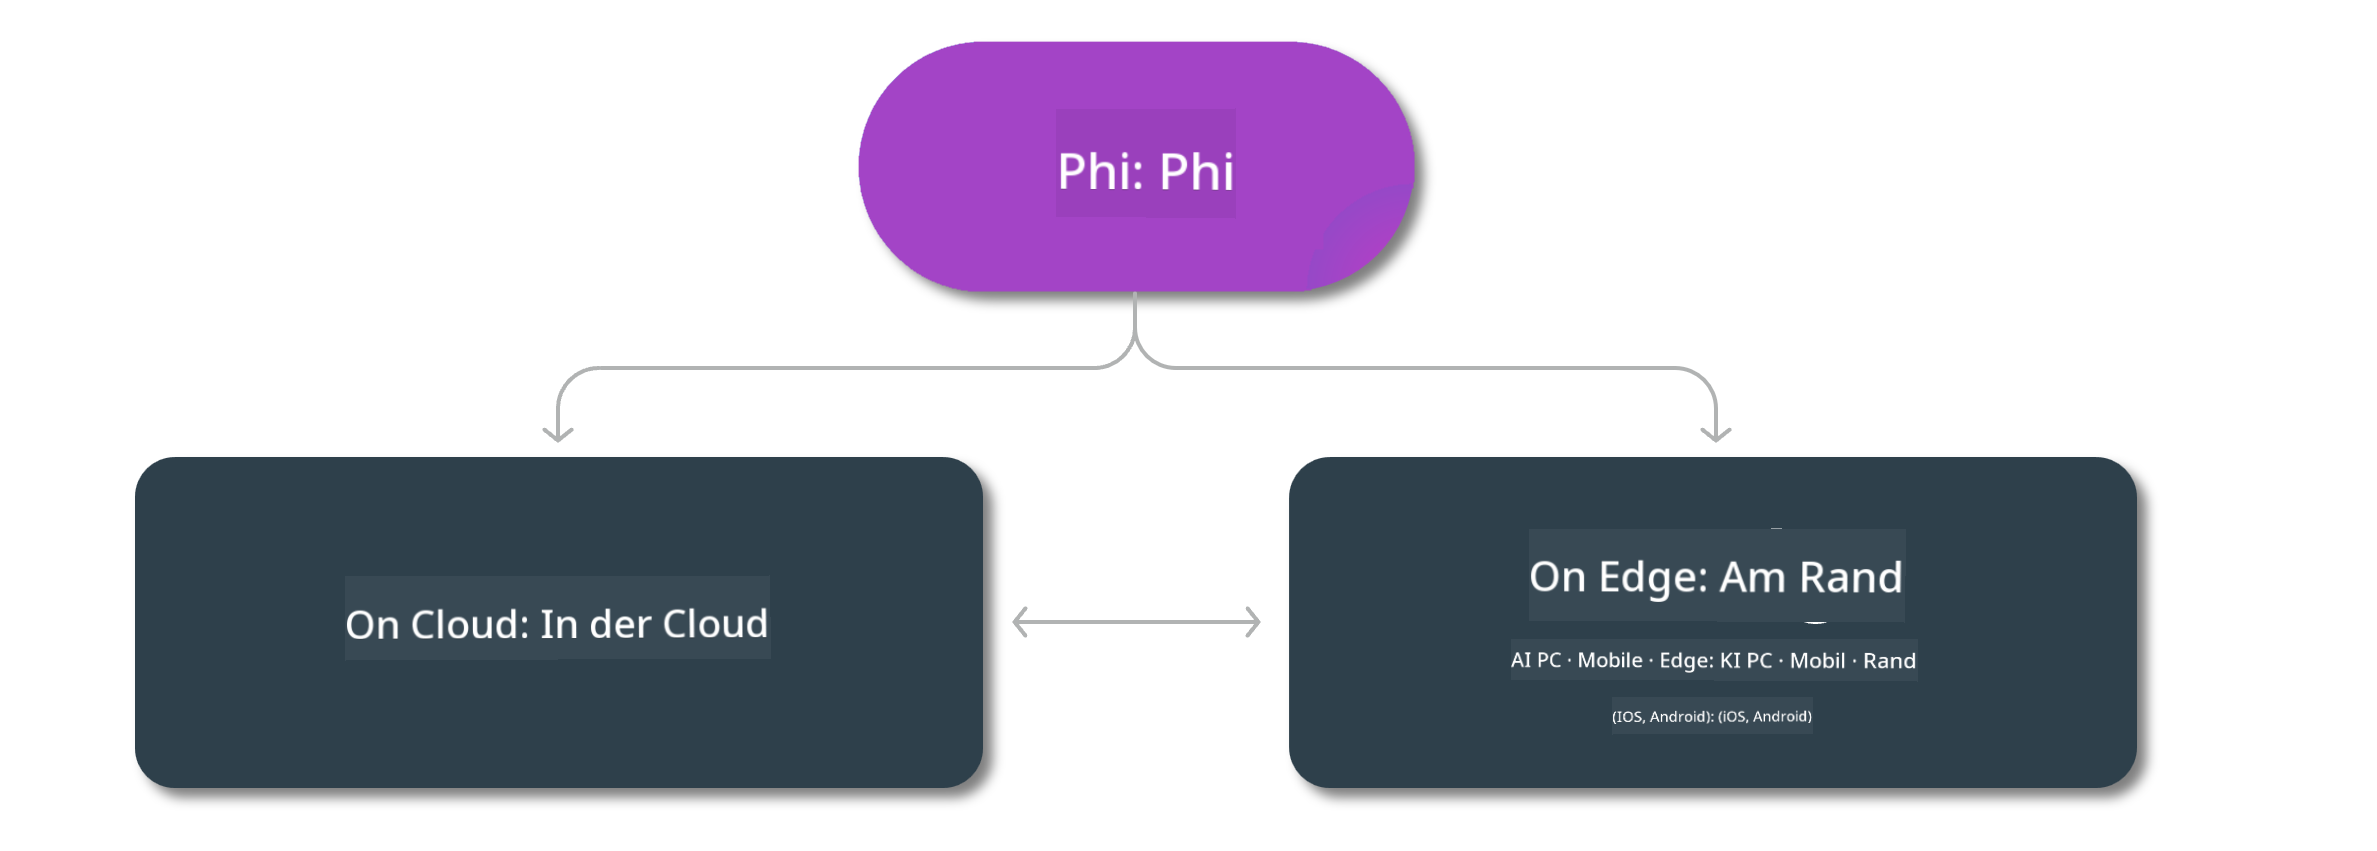 Phi: Phi
On Cloud: In der Cloud
On Edge: Am Rand
AI PC · Mobile · Edge: KI PC · Mobil · Rand
(IOS, Android): (iOS, Android)